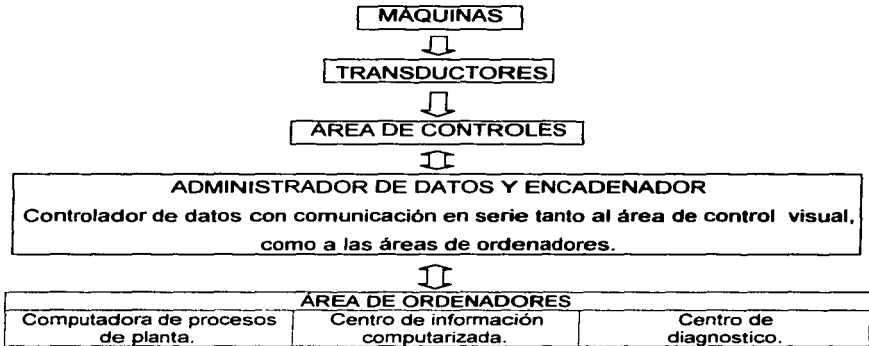 MÁQUINAS
TRANSDUCTORES
ÁREA DE CONTROLES
ADMINISTRADOR DE DATOS Y ENCADENADOR
Controlador de datos con comunicación en serie tanto al área de control visual,
como a las áreas de ordenadores.
ÁREA DE ORDENADORES
Computadora de procesos
de planta.
Centro de información
computarizada.
Centro de
diagnostico.